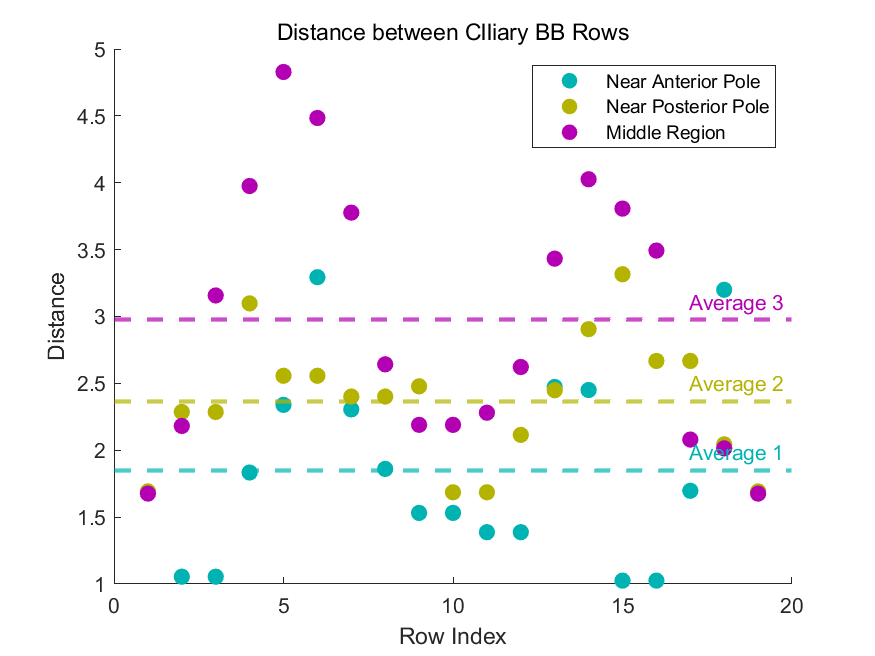 Distance between CIliary BB Rows
5
4.5
4
3.5
3
2.5
2
1.5
1
Distance
Near Anterior Pole
Near Posterior Pole
Middle Region
Average 3
Average 2
Average 1
0
5
10
15
20
Row Index